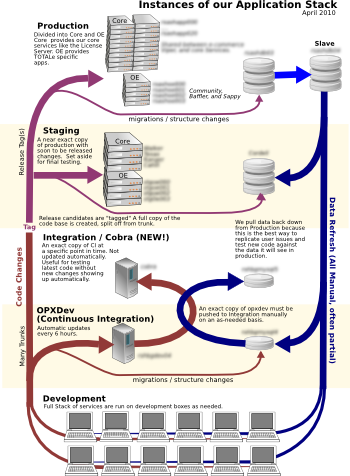 Instances of our Application Stack
April 2010
Production
Divided into Core and OE
Core provides our core
services like the License
Server. OE provides
TOTALe specific
apps.
Core
OE
Slave
Community,
Baffler, and Sappy
migrations / structure changes
Release Tag(s)
Staging
A near exact copy
of production with
soon to be released
changes. Set aside
for final testing.
Core
OE
Release candidates are "tagged" A full copy of the
code base is created, split off from trunk.
Tag
We pull data back down
from Production because
this is the best way to
replicate user issues and
test new code against
the data will see in
production.
Integration / Cobra (NEW!)
An exact copy of CI at
a specific point in time. Not
updated automatically.
Useful for testing
latest code without
new changes showing
up automatically.
Code Changes
Data Refresh (All Manual, often partial)
OPXDev
(Continuous Integration)
Automatic updates
every 6 hours.
An exact copy of opxdev must be
pushed to Integration manually
on an as-needed basis.
Many Trunks
migrations / structure changes
Development
Full Stack of services are run on development boxes as needed.